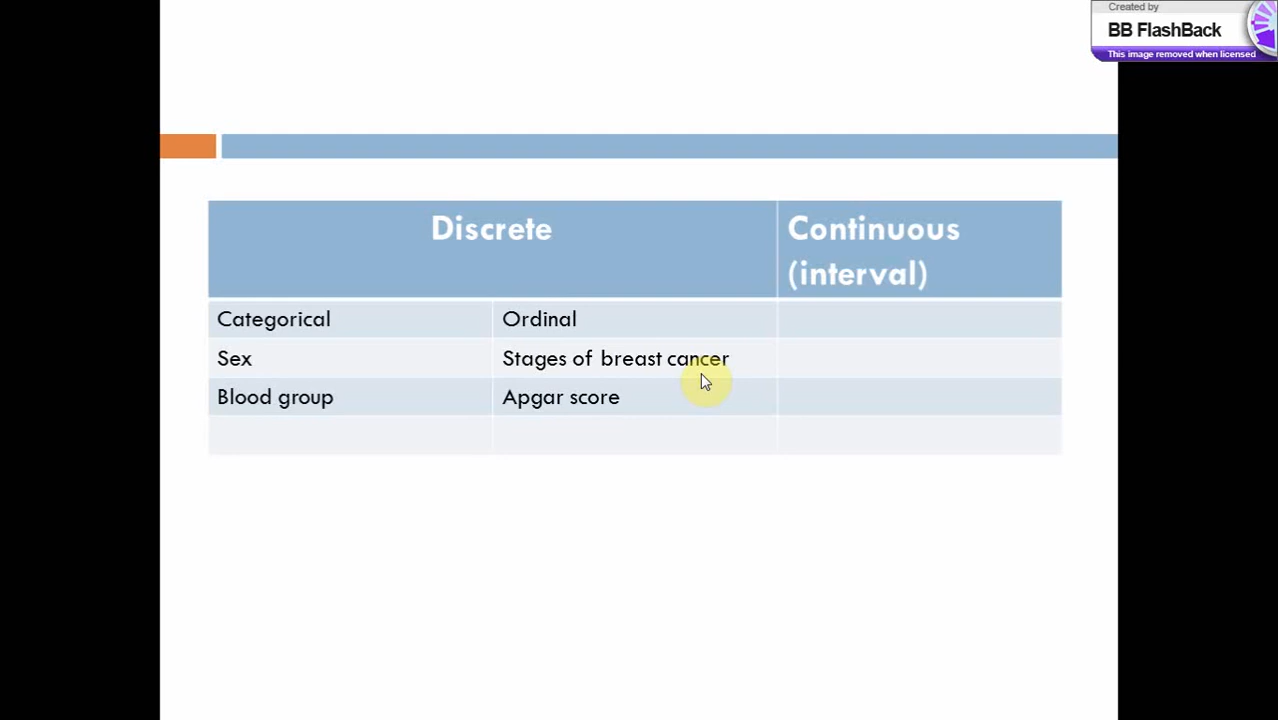 Created by
BB FlashBack
This image removed when licensed
Discrete
Continuous
(interval)
Categorical
Ordinal
Sex
Stages of breast cancer
Blood group
Apgar score